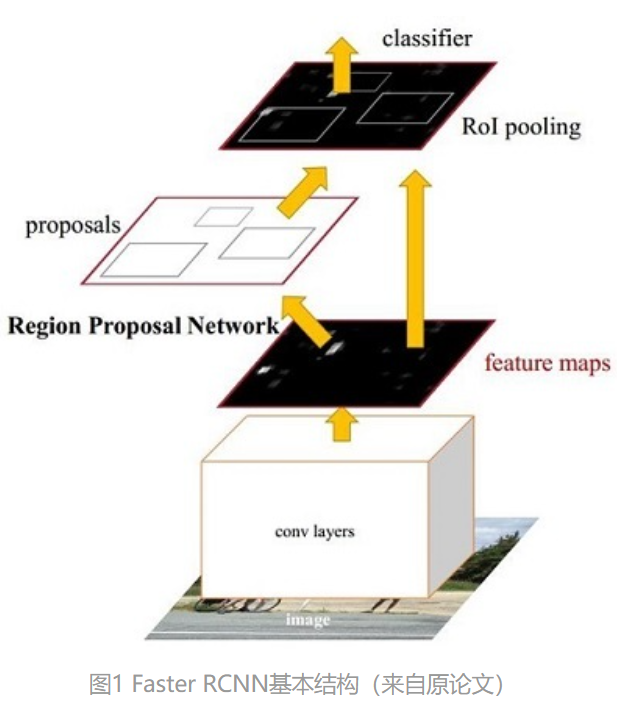 classifier
RoI pooling
proposals
Region Proposal Network
feature maps
conv layers
image
图1 Faster RCNN基本结构（来自原论文）